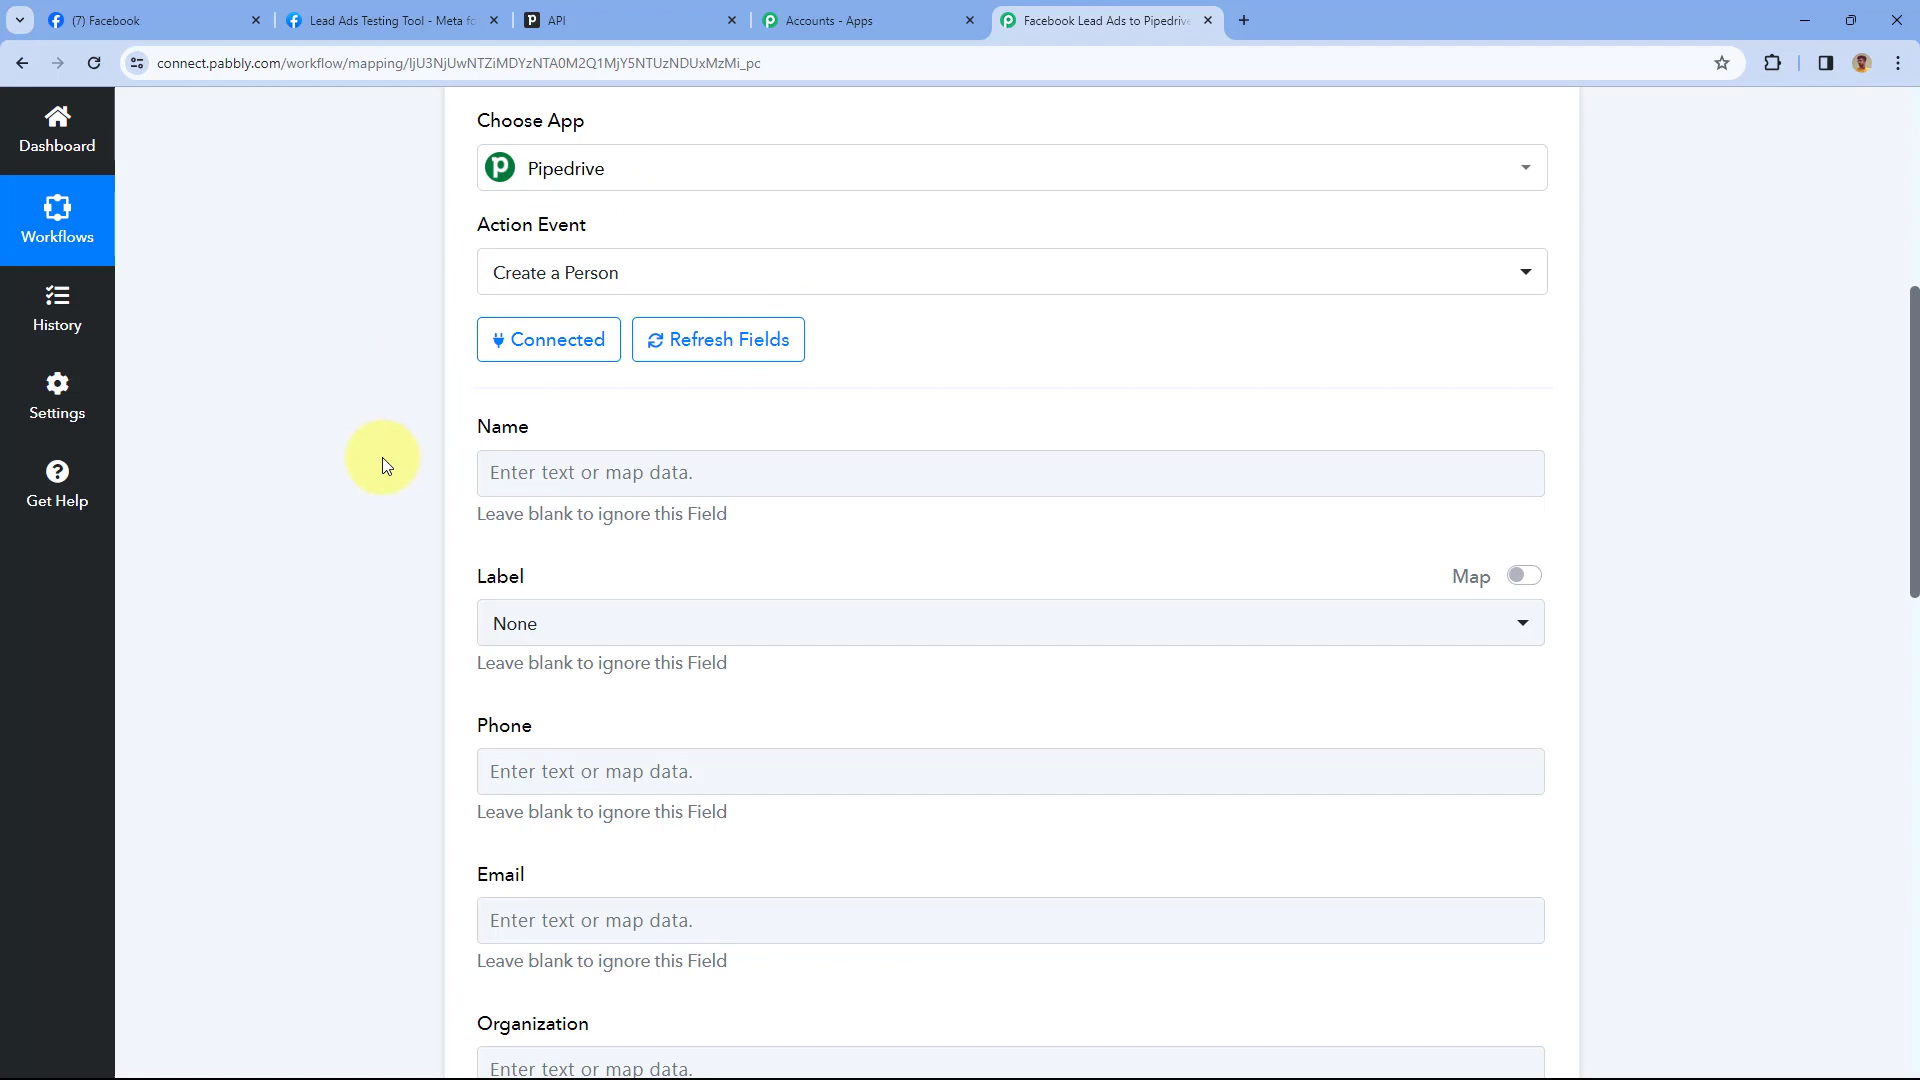 (7) Facebook
Lead Ads Testing Tool - Meta fo
API
Accounts - Apps
Facebook Lead Ads to Pipedrive
connect.pabbly.com/workflow/mapping/IjU3NjUwNTZiMDYzNTA0M2Q1MjY5NTUzNDUxMzMi_pc
Dashboard
Workflows
History
Settings
Get Help
Choose App
Pipedrive
Action Event
Create a Person
Connected
Refresh Fields
Name
Enter text or map data.
Leave blank to ignore this Field
Label
Map
None
Leave blank to ignore this Field
Phone
Enter text or map data.
Leave blank to ignore this Field
Email
Enter text or map data.
Leave blank to ignore this Field
Organization
Enter text or map data.